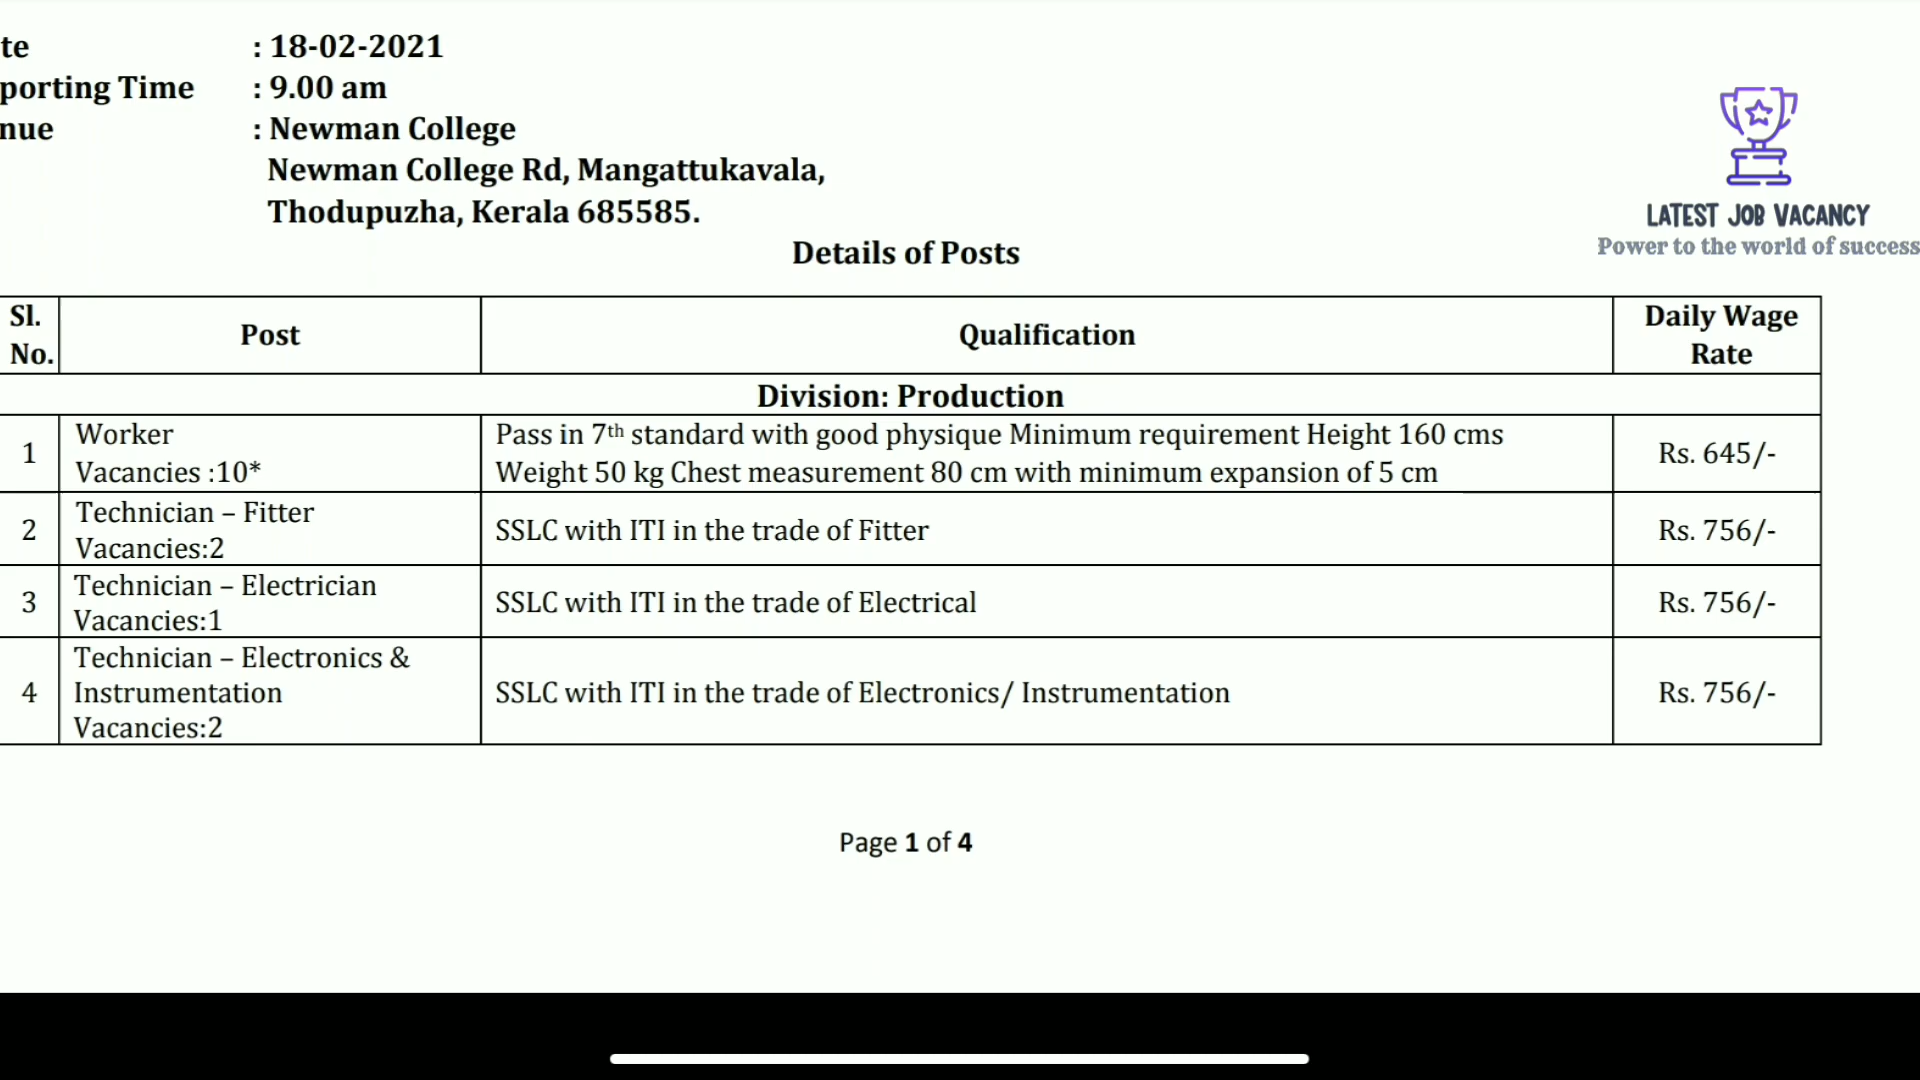 te : 18-02-2021
porting Time : 9.00 am
nue : Newman College
Newman College Rd, Mangattukavala,
Thodupuzha, Kerala 685585.
LATEST JOB VACANCY
Power to the world of success
Details of Posts
Sl. No. Post Qualification Daily Wage Rate
Division: Production
1 Worker
Vacancies :10*
Pass in 7th standard with good physique Minimum requirement Height 160 cms
Weight 50 kg Chest measurement 80 cm with minimum expansion of 5 cm
Rs. 645/-
2 Technician – Fitter
Vacancies:2
SSLC with ITI in the trade of Fitter
Rs. 756/-
3 Technician – Electrician
Vacancies:1
SSLC with ITI in the trade of Electrical
Rs. 756/-
4 Technician – Electronics &
Instrumentation
Vacancies:2
SSLC with ITI in the trade of Electronics/ Instrumentation
Rs. 756/-
Page 1 of 4